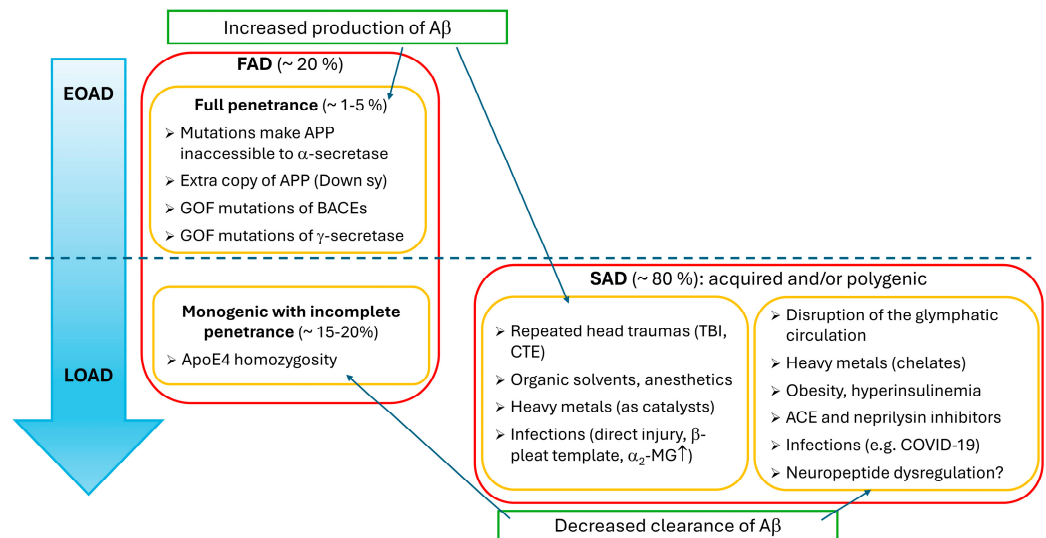 Increased production of Aβ
EOAD
LOAD
FAD (~ 20 %)
Full penetrance (~ 1-5 %)
➢ Mutations make APP
inaccessible to α-secretase
➢ Extra copy of APP (Down sy)
➢ GOF mutations of BACEs
➢ GOF mutations of γ-secretase
Monogenic with incomplete
penetrance (~ 15-20%)
➢ ApoE4 homozygosity
SAD (~ 80 %): acquired and/or polygenic
➢ Repeated head traumas (TBI,
CTE)
➢ Organic solvents, anesthetics
➢ Heavy metals (as catalysts)
➢ Infections (direct injury, β-
pleat template, α₂-MG↑)
➢ Disruption of the glymphatic
circulation
➢ Heavy metals (chelates)
➢ Obesity, hyperinsulinemia
➢ ACE and neprilysin inhibitors
➢ Infections (e.g. COVID-19)
➢ Neuropeptide dysregulation?
Decreased clearance of Aβ